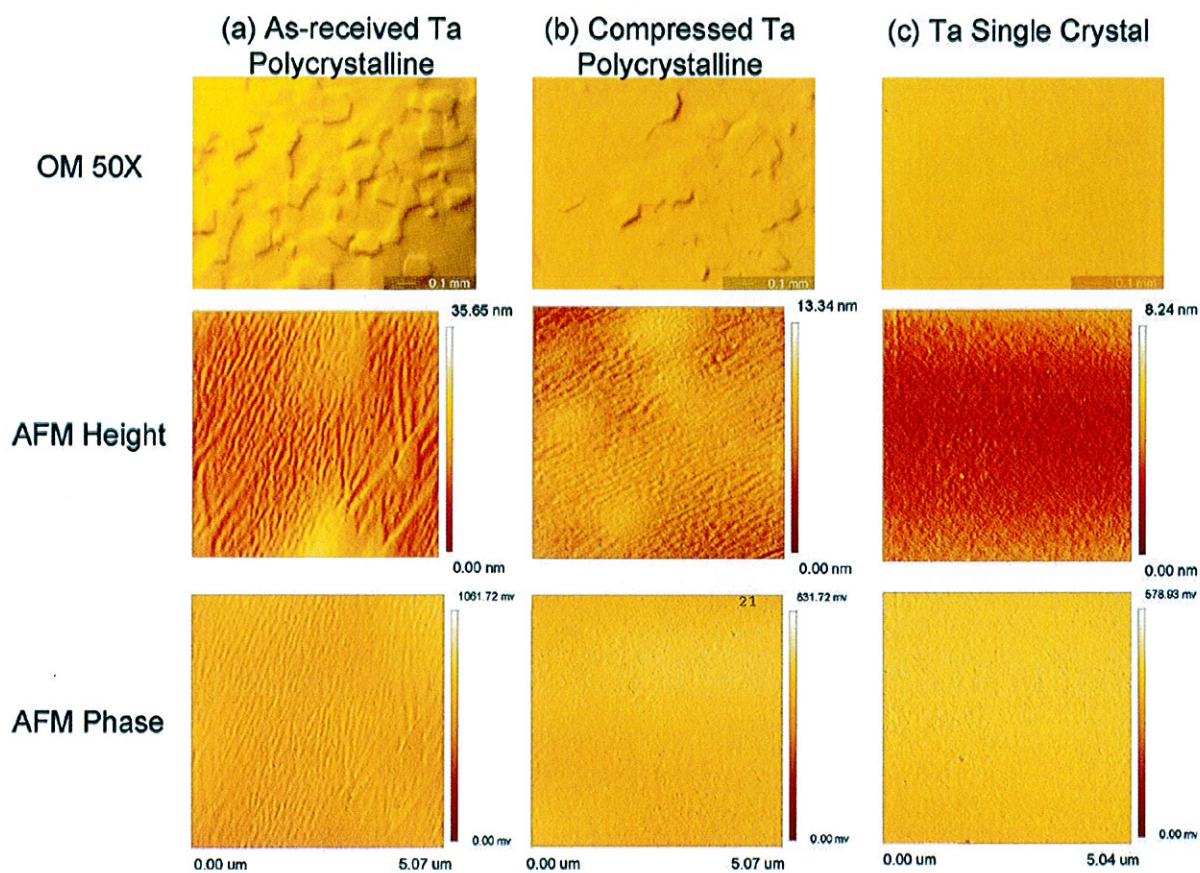 (a) As-received Ta
Polycrystalline
(b) Compressed Ta
Polycrystalline
(c) Ta Single Crystal
OM 50X
0.1 mm
0.1 mm
0.1 mm
AFM Height
35.65 nm
0.00 nm
13.34 nm
0.00 nm
8.24 nm
0.00 nm
AFM Phase
1061.72 mv
0.00 mv
21
631.72 mv
0.00 mv
578.93 mv
0.00 mv
0.00 um
5.07 um
0.00 um
5.07 um
0.00 um
5.04 um